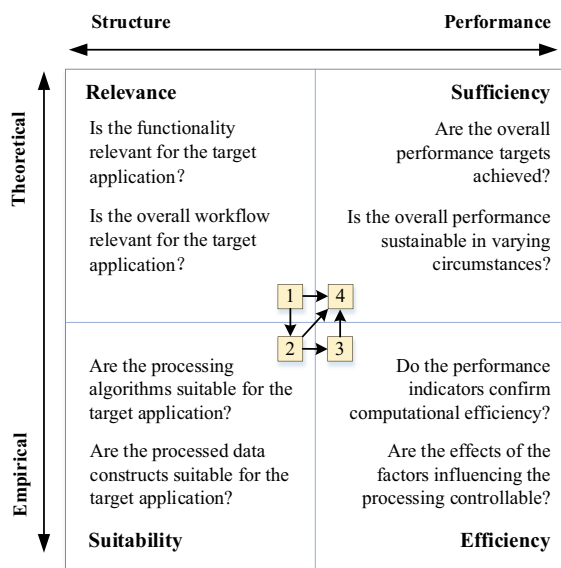 Structure
Performance
Theoretical
Empirical
Relevance
Is the functionality
relevant for the target
application?
Is the overall workflow
relevant for the target
application?
Sufficiency
Are the overall
performance targets
achieved?
Is the overall performance
sustainable in varying
circumstances?
1
4
2
3
Are the processing
algorithms suitable for the
target application?
Are the processed data
constructs suitable for the
target application?
Suitability
Do the performance
indicators confirm
computational efficiency?
Are the effects of the
factors influencing the
processing controllable?
Efficiency